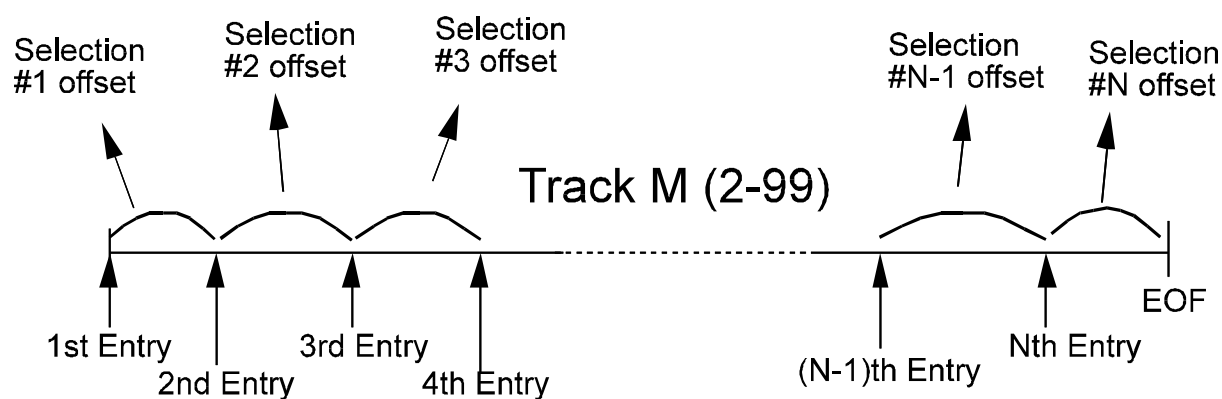 Selection
#1 offset
Selection
#2 offset
Selection
#3 offset
Selection
#N-1 offset
Selection
#N offset
Track M (2-99)
1st Entry
2nd Entry
3rd Entry
4th Entry
(N-1)th Entry
Nth Entry
EOF